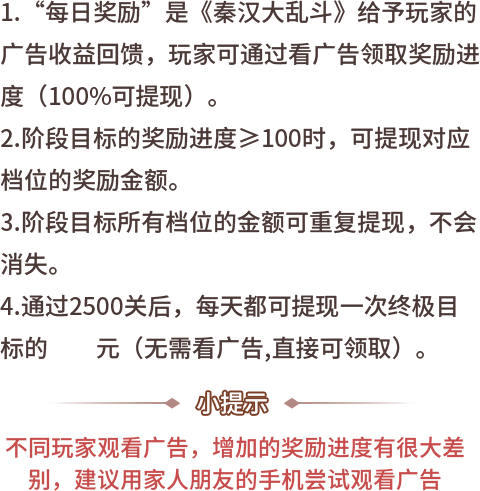 1.“每日奖励”是《秦汉大乱斗》给予玩家的
广告收益回馈，玩家可通过看广告领取奖励进
度（100%可提现）。
2.阶段目标的奖励进度≥100时，可提现对应
档位的奖励金额。
3.阶段目标所有档位的金额可重复提现，不会
消失。
4.通过2500关后，每天都可提现一次终极目
标的　　元（无需看广告,直接可领取）。
小提示
不同玩家观看广告，增加的奖励进度有很大差
别，建议用家人朋友的手机尝试观看广告